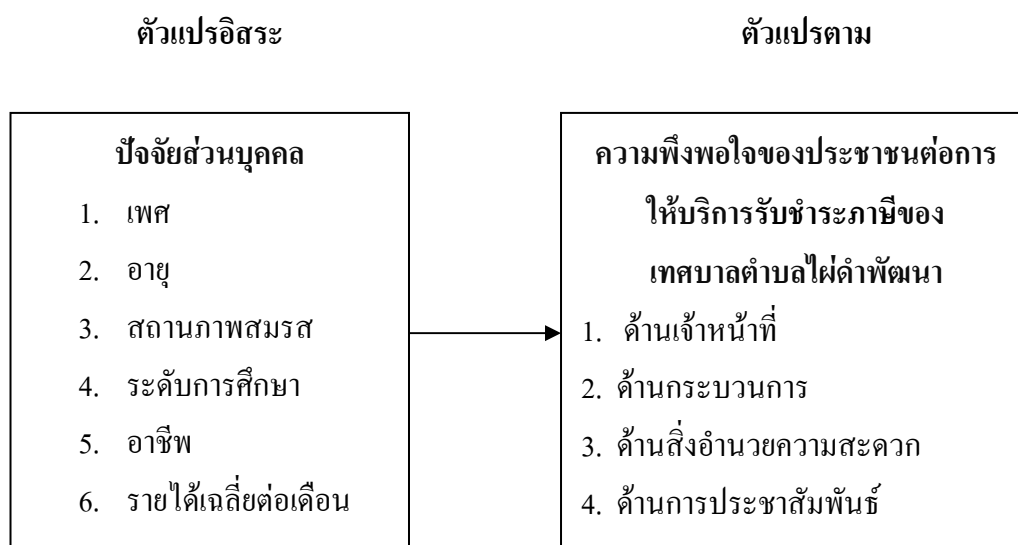 ตัวแปรอิสระ
ตัวแปรตาม
ปัจจัยส่วนบุคคล
1. เพศ
2. อายุ
3. สถานภาพสมรส
4. ระดับการศึกษา
5. อาชีพ
6. รายได้เฉลี่ยต่อเดือน
ความพึงพอใจของประชาชนต่อการ
ให้บริการรับชำระภาษีของ
เทศบาลตำบลไผ่ดำพัฒนา
1. ด้านเจ้าหน้าที่
2. ด้านกระบวนการ
3. ด้านสิ่งอำนวยความสะดวก
4. ด้านการประชาสัมพันธ์